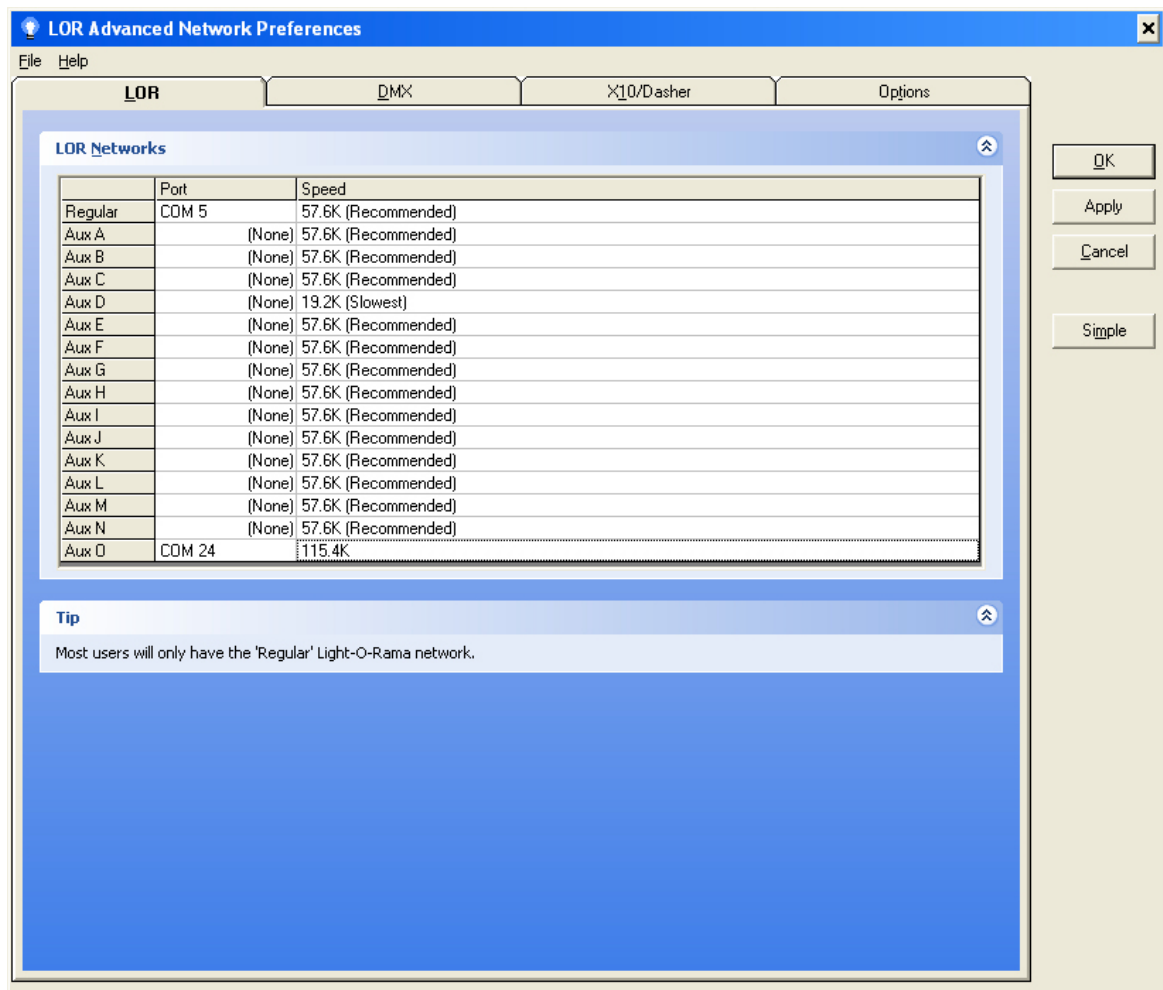 LOR Advanced Network Preferences
File Help
LOR DMX X10/Dasher Options
LOR Networks
OK
Apply
Cancel
Simple
Port Speed
Regular COM 5 57.6K (Recommended)
Aux A (None) 57.6K (Recommended)
Aux B (None) 57.6K (Recommended)
Aux C (None) 57.6K (Recommended)
Aux D (None) 19.2K (Slowest)
Aux E (None) 57.6K (Recommended)
Aux F (None) 57.6K (Recommended)
Aux G (None) 57.6K (Recommended)
Aux H (None) 57.6K (Recommended)
Aux I (None) 57.6K (Recommended)
Aux J (None) 57.6K (Recommended)
Aux K (None) 57.6K (Recommended)
Aux L (None) 57.6K (Recommended)
Aux M (None) 57.6K (Recommended)
Aux N (None) 57.6K (Recommended)
Aux O COM 24 115.4K
Tip
Most users will only have the 'Regular' Light-O-Rama network.